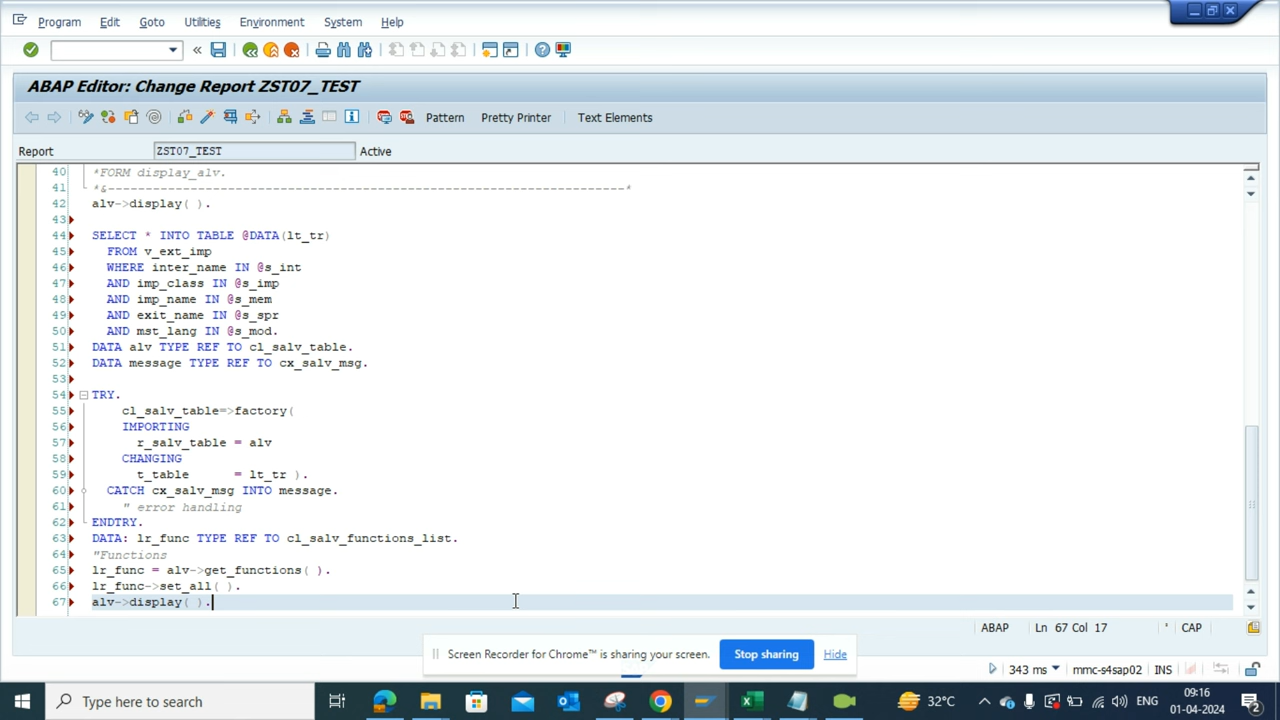 Program Edit Goto Utilities Environment System Help
«
ABAP Editor: Change Report ZST07_TEST
Pattern Pretty Printer Text Elements
Report ZST07_TEST Active
40 *FORM display_alv.
41 *&---------------------------------------------------------------------*
42 alv->display( ).
43
44 SELECT * INTO TABLE @DATA(lt_tr)
45 FROM v_ext_imp
46 WHERE inter_name IN @s_int
47 AND imp_class IN @s_imp
48 AND imp_name IN @s_mem
49 AND exit_name IN @s_spr
50 AND mst_lang IN @s_mod.
51 DATA alv TYPE REF TO cl_salv_table.
52 DATA message TYPE REF TO cx_salv_msg.
53
54 TRY.
55 cl_salv_table=>factory(
56 IMPORTING
57 r_salv_table = alv
58 CHANGING
59 t_table = lt_tr ).
60 CATCH cx_salv_msg INTO message.
61 " error handling
62 ENDTRY.
63 DATA: lr_func TYPE REF TO cl_salv_functions_list.
64 "Functions
65 lr_func = alv->get_functions( ).
66 lr_func->set_all( ).
67 alv->display( ).
ABAP Ln 67 Col 17 ' CAP
Screen Recorder for Chrome™ is sharing your screen. Stop sharing Hide
343 ms mmc-s4sap02 INS
Type here to search 32°C ENG 09:16
01-04-2024 2